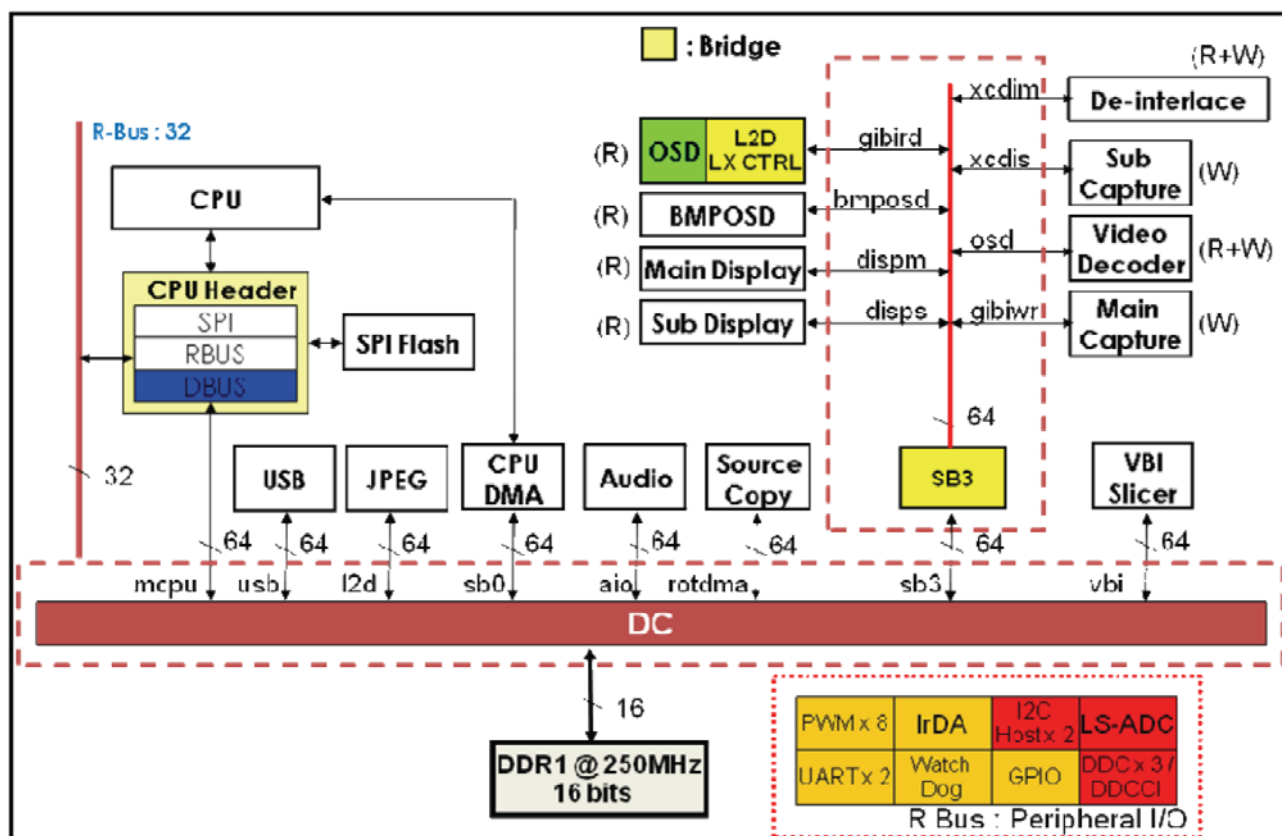 : Bridge
(R+W)
xcdim
De-interlace
R-Bus : 32
(R)
OSD
L2D
LX CTRL
gibird
xcdis
Sub
Capture
(W)
CPU
(R)
BMPOSD
bmposd
osd
Video
Decoder
(R+W)
(R)
Main Display
dispm
CPU Header
SPI
RBUS
DBUS
SPI Flash
(R)
Sub Display
disps
gibiwr
Main
Capture
(W)
64
32
USB
JPEG
CPU
DMA
Audio
Source
Copy
SB3
VBI
Slicer
64
64
64
64
64
64
64
64
mcpu
usb
l2d
sb0
aio
rotdma
sb3
vbi
DC
16
DDR1 @ 250MHz
16 bits
PWM x 8
IrDA
I2C
Host x 2
LS-ADC
UART x 2
Watch
Dog
GPIO
DDC x 3 /
DDCCI
R Bus : Peripheral I/O